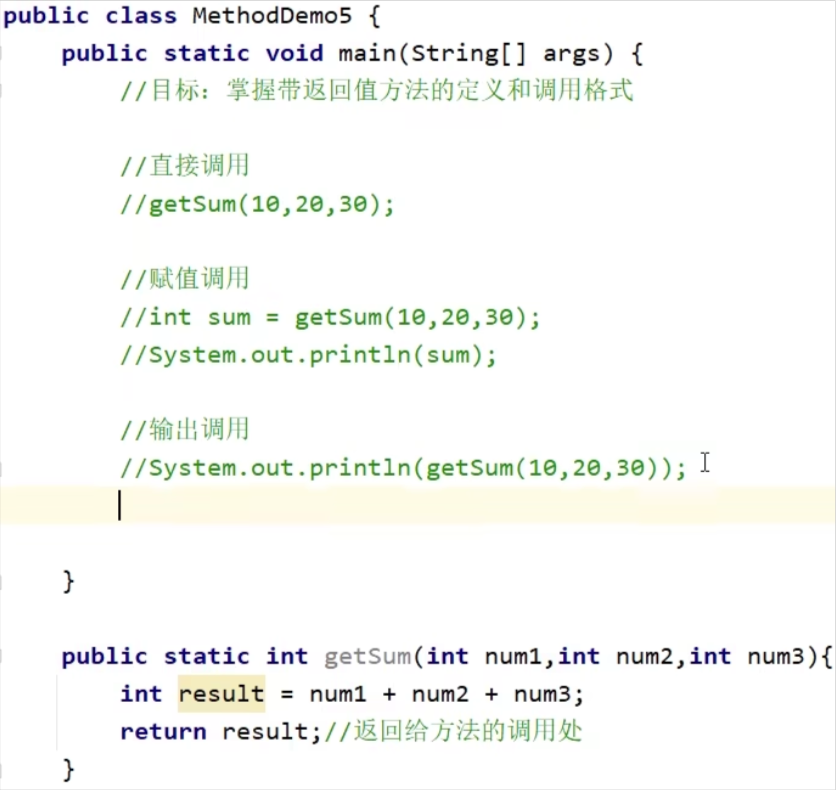 public class MethodDemo5 {
public static void main(String[] args) {
//目标：掌握带返回值方法的定义和调用格式
//直接调用
//getSum(10,20,30);
//赋值调用
//int sum = getSum(10,20,30);
//System.out.println(sum);
//输出调用
//System.out.println(getSum(10,20,30));
}
public static int getSum(int num1,int num2,int num3){
int result = num1 + num2 + num3;
return result;//返回给方法的调用处
}